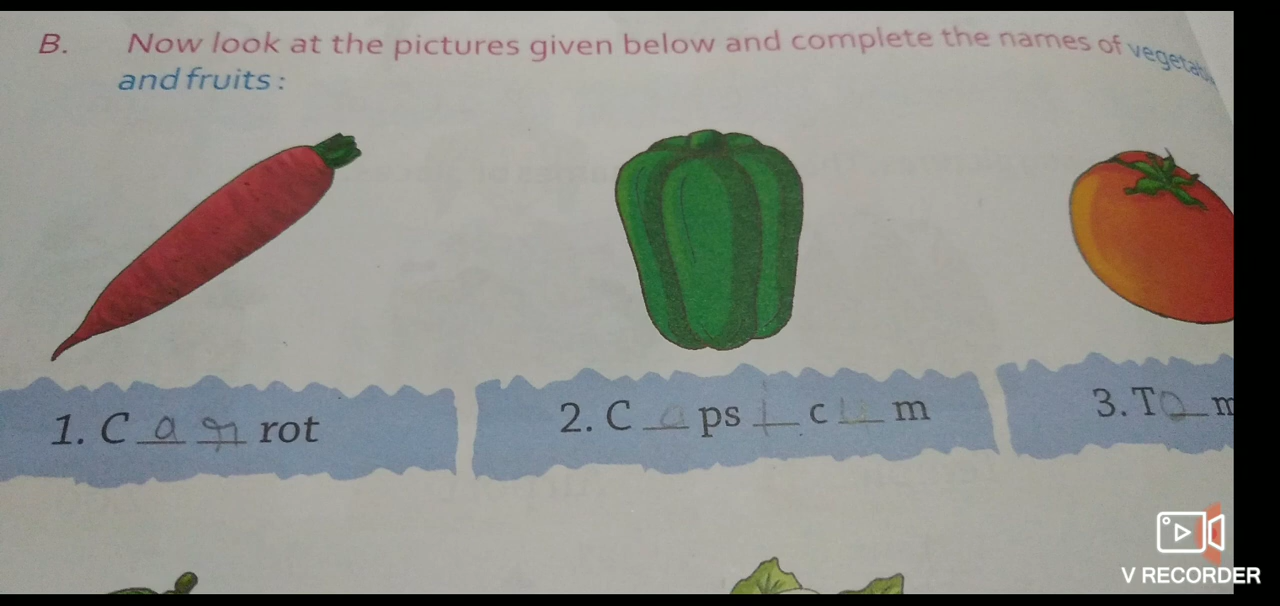 B. Now look at the pictures given below and complete the names of
and fruits :
1. C a r rot
2. C a ps i c u m
3. To
V RECORDER